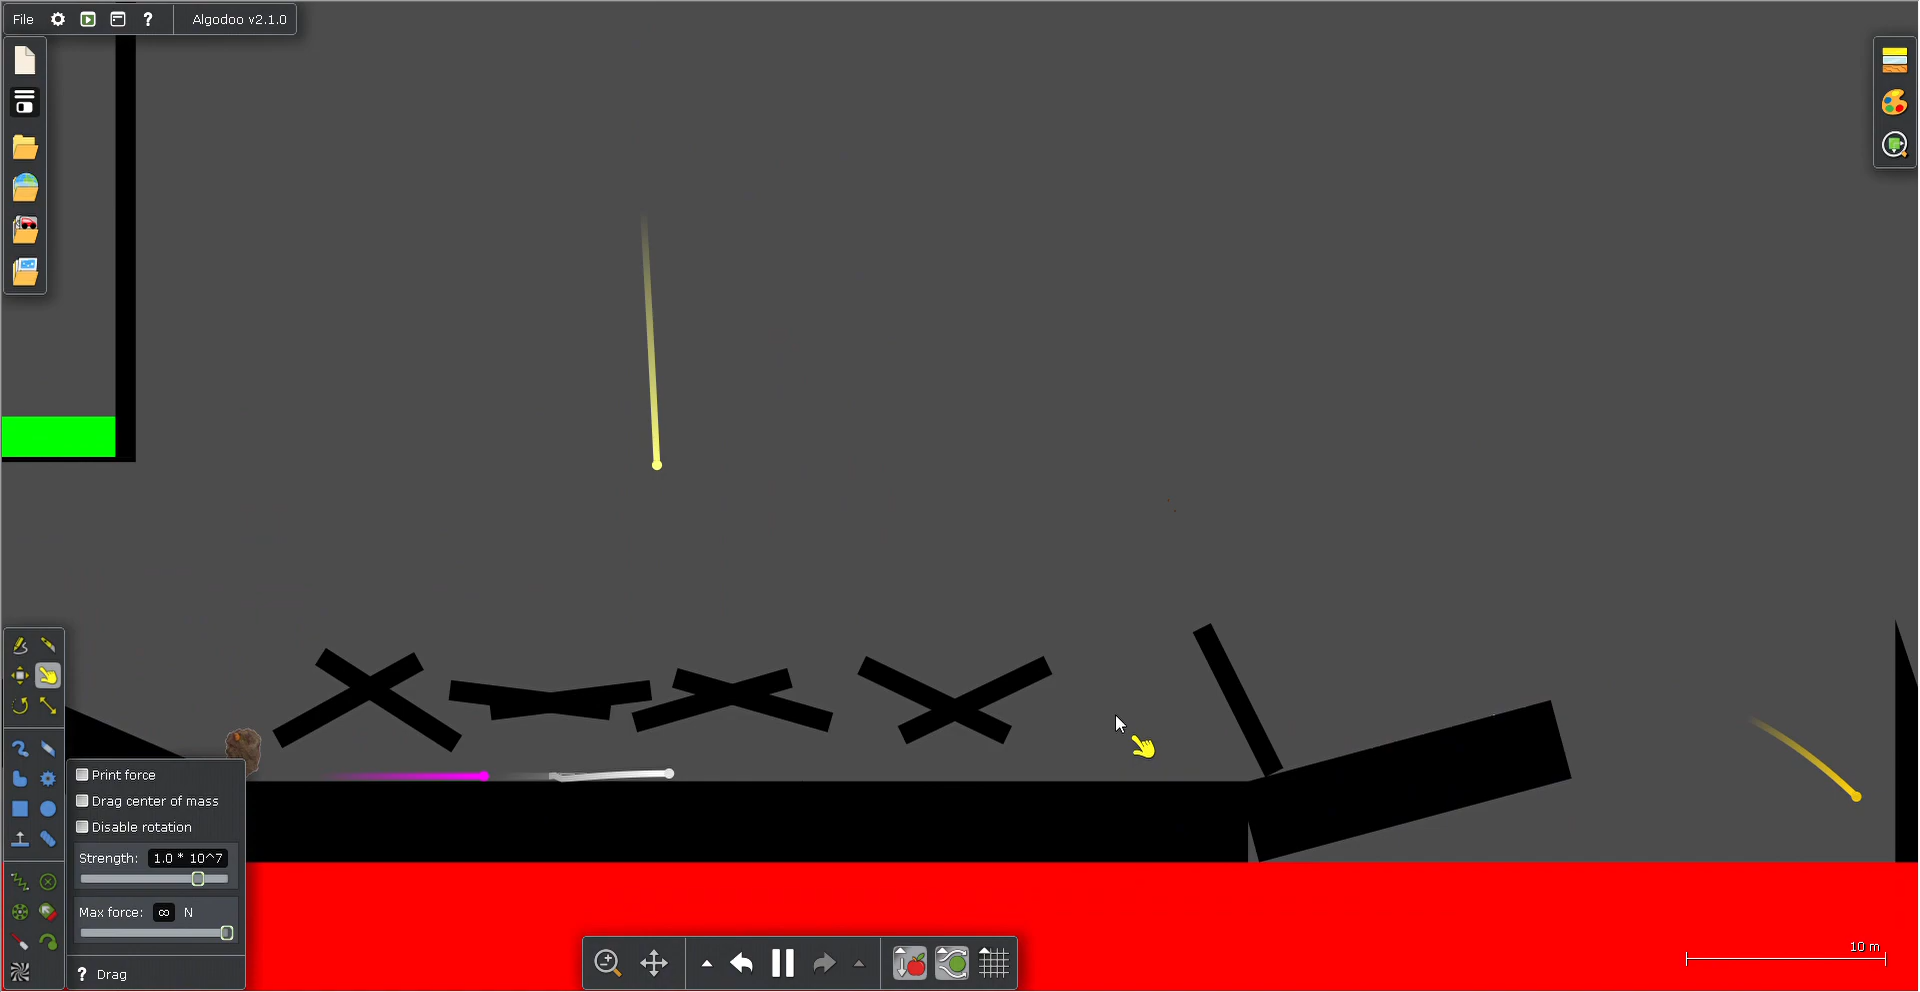 File ? Algodoo v2.1.0
Print force
Drag center of mass
Disable rotation
Strength: 1.0 * 10^7
Max force: ∞ N
? Drag
10 m